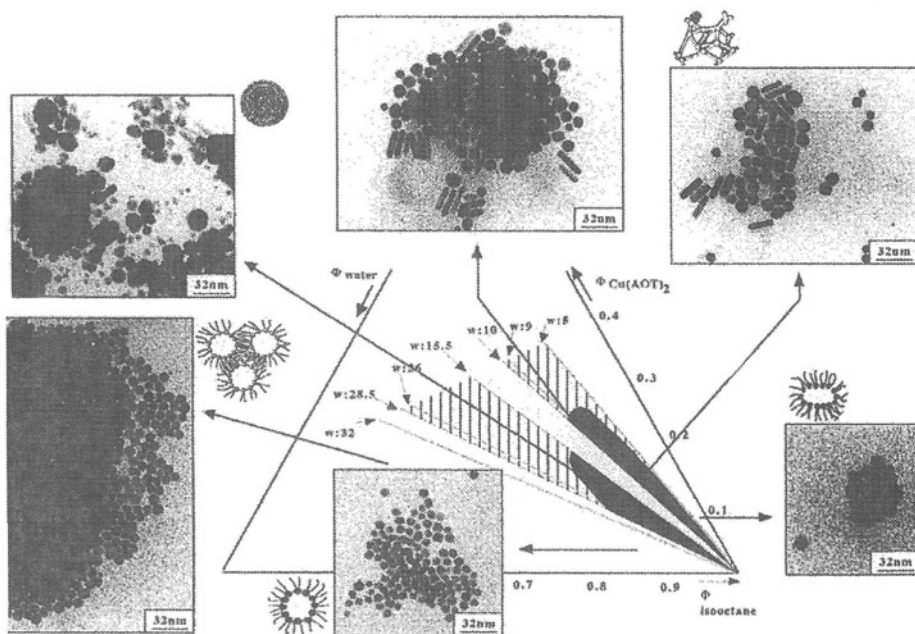 32nm
32nm
32nm
32nm
Φ water
Φ Cu(AOT)2
0.4
w:5
w:9
w:10
w:15.5
w:26
w:28.5
w:32
0.3
0.2
0.1
32nm
32nm
32nm
0.7
0.8
0.9
Φ
isooctane